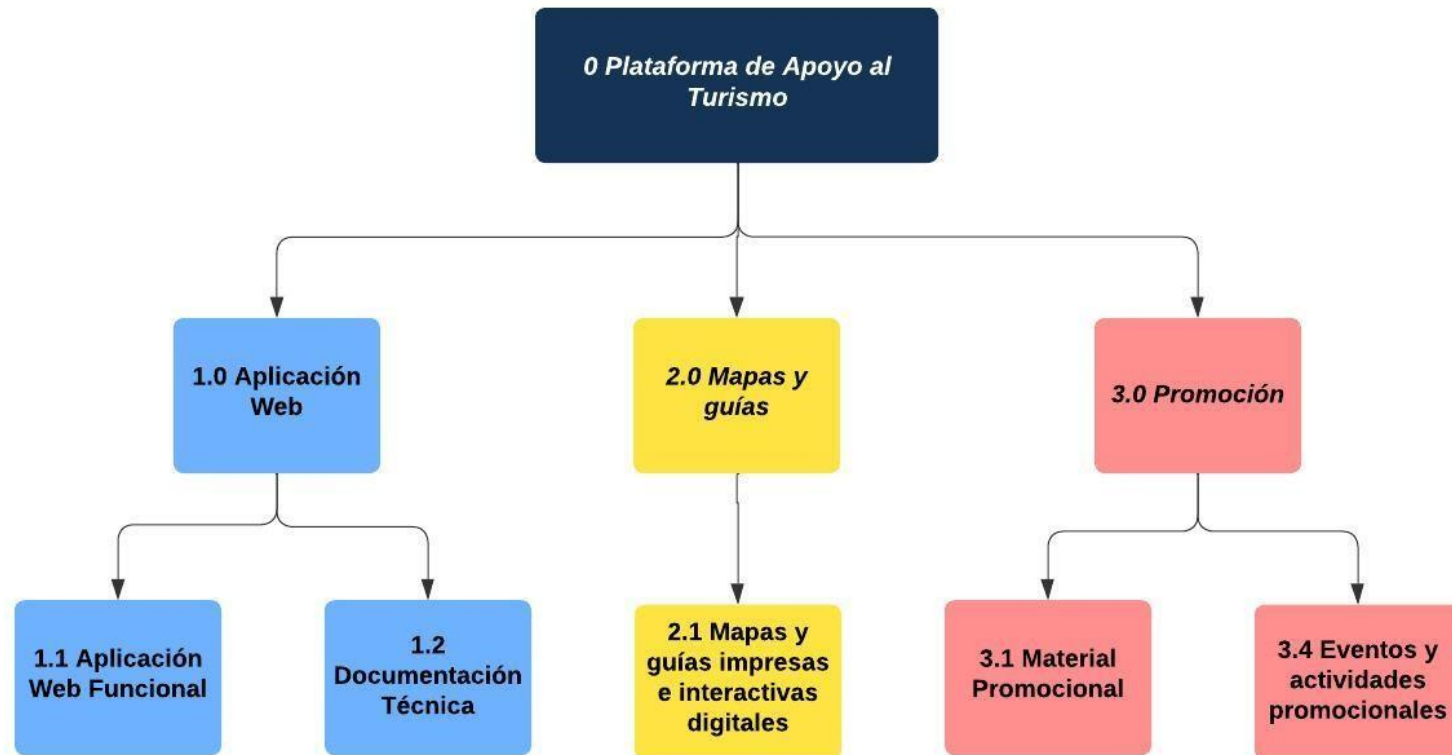 0 Plataforma de Apoyo al
Turismo
1.0 Aplicación
Web
2.0 Mapas y
guías
3.0 Promoción
1.1 Aplicación
Web Funcional
1.2
Documentación
Técnica
2.1 Mapas y
guías impresas
e interactivas
digitales
3.1 Material
Promocional
3.4 Eventos y
actividades
promocionales